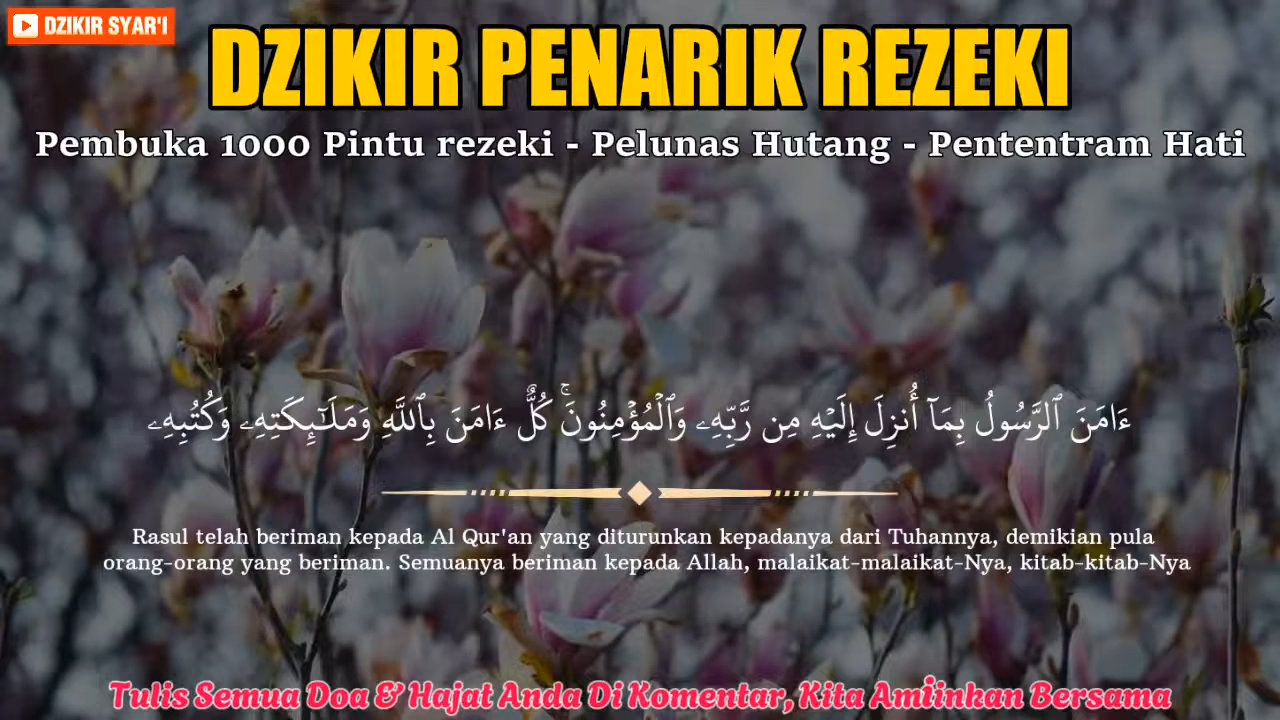 DZIKIR SYAR'I
DZIKIR PENARIK REZEKI
Pembuka 1000 Pintu rezeki - Pelunas Hutang - Pententram Hati
ءَامَنَ ٱلرَّسُولُ بِمَآ أُنزِلَ إِلَيْهِ مِن رَّبِّهِۦ وَٱلْمُؤْمِنُونَ ۚ كُلٌّ ءَامَنَ بِٱللَّهِ وَمَلَـٰٓئِكَتِهِۦ وَكُتُبِهِۦ
Rasul telah beriman kepada Al Qur'an yang diturunkan kepadanya dari Tuhannya, demikian pula
orang-orang yang beriman. Semuanya beriman kepada Allah, malaikat-malaikat-Nya, kitab-kitab-Nya
Tulis Semua Doa & Hajat Anda Di Komentar, Kita Amiinkan Bersama